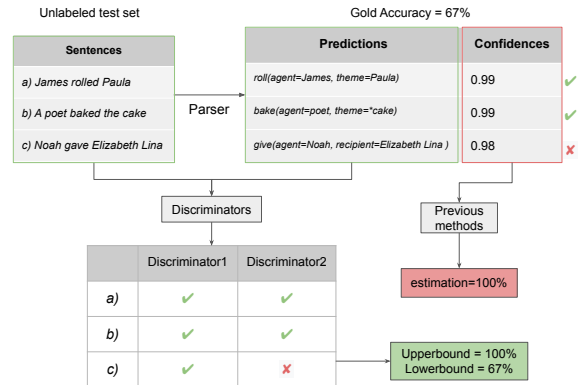 Unlabeled test set
Gold Accuracy = 67%
Sentences
Predictions
Confidences
a) James rolled Paula
roll(agent=James, theme=Paula)
0.99 ✓
b) A poet baked the cake
Parser
bake(agent=poet, theme=*cake)
0.99 ✓
c) Noah gave Elizabeth Lina
give(agent=Noah, recipient=Elizabeth Lina )
0.98 ✘
Discriminators
Previous
methods
Discriminator1 Discriminator2
estimation=100%
a) ✓ ✓
b) ✓ ✓
c) ✓ ✘
Upperbound = 100%
Lowerbound = 67%